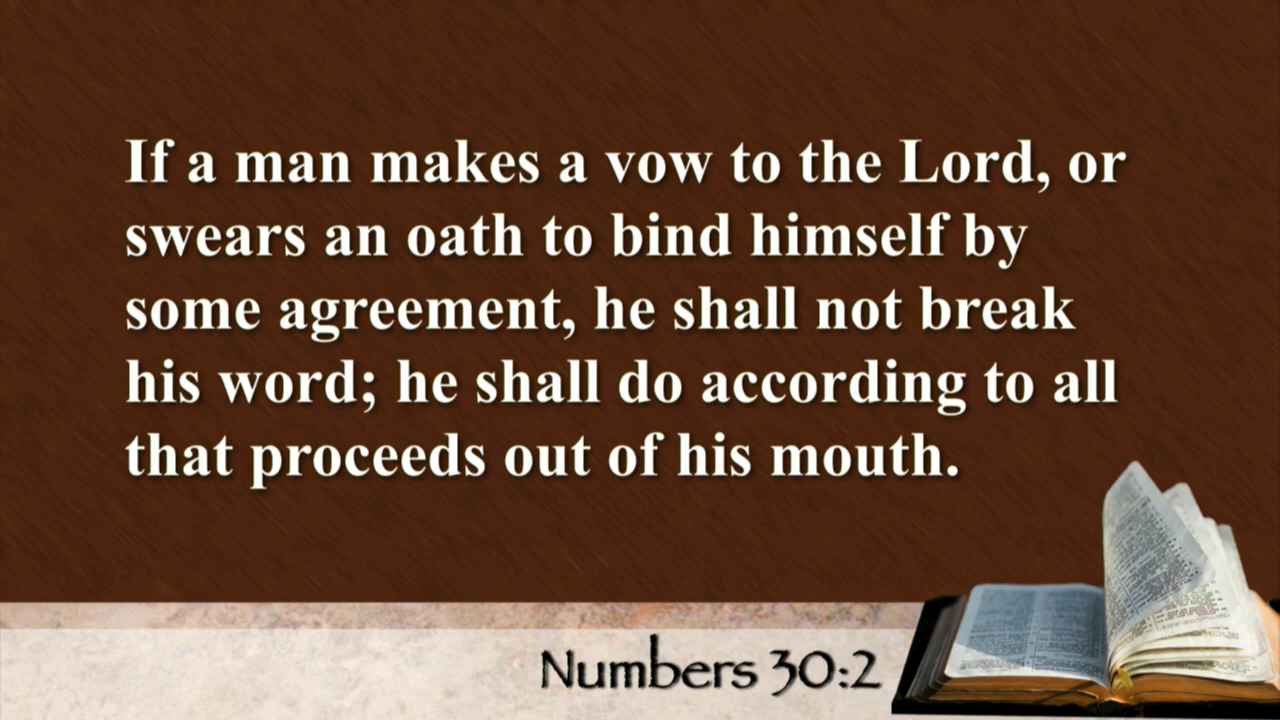 If a man makes a vow to the Lord, or
swears an oath to bind himself by
some agreement, he shall not break
his word; he shall do according to all
that proceeds out of his mouth.
Numbers 30:2